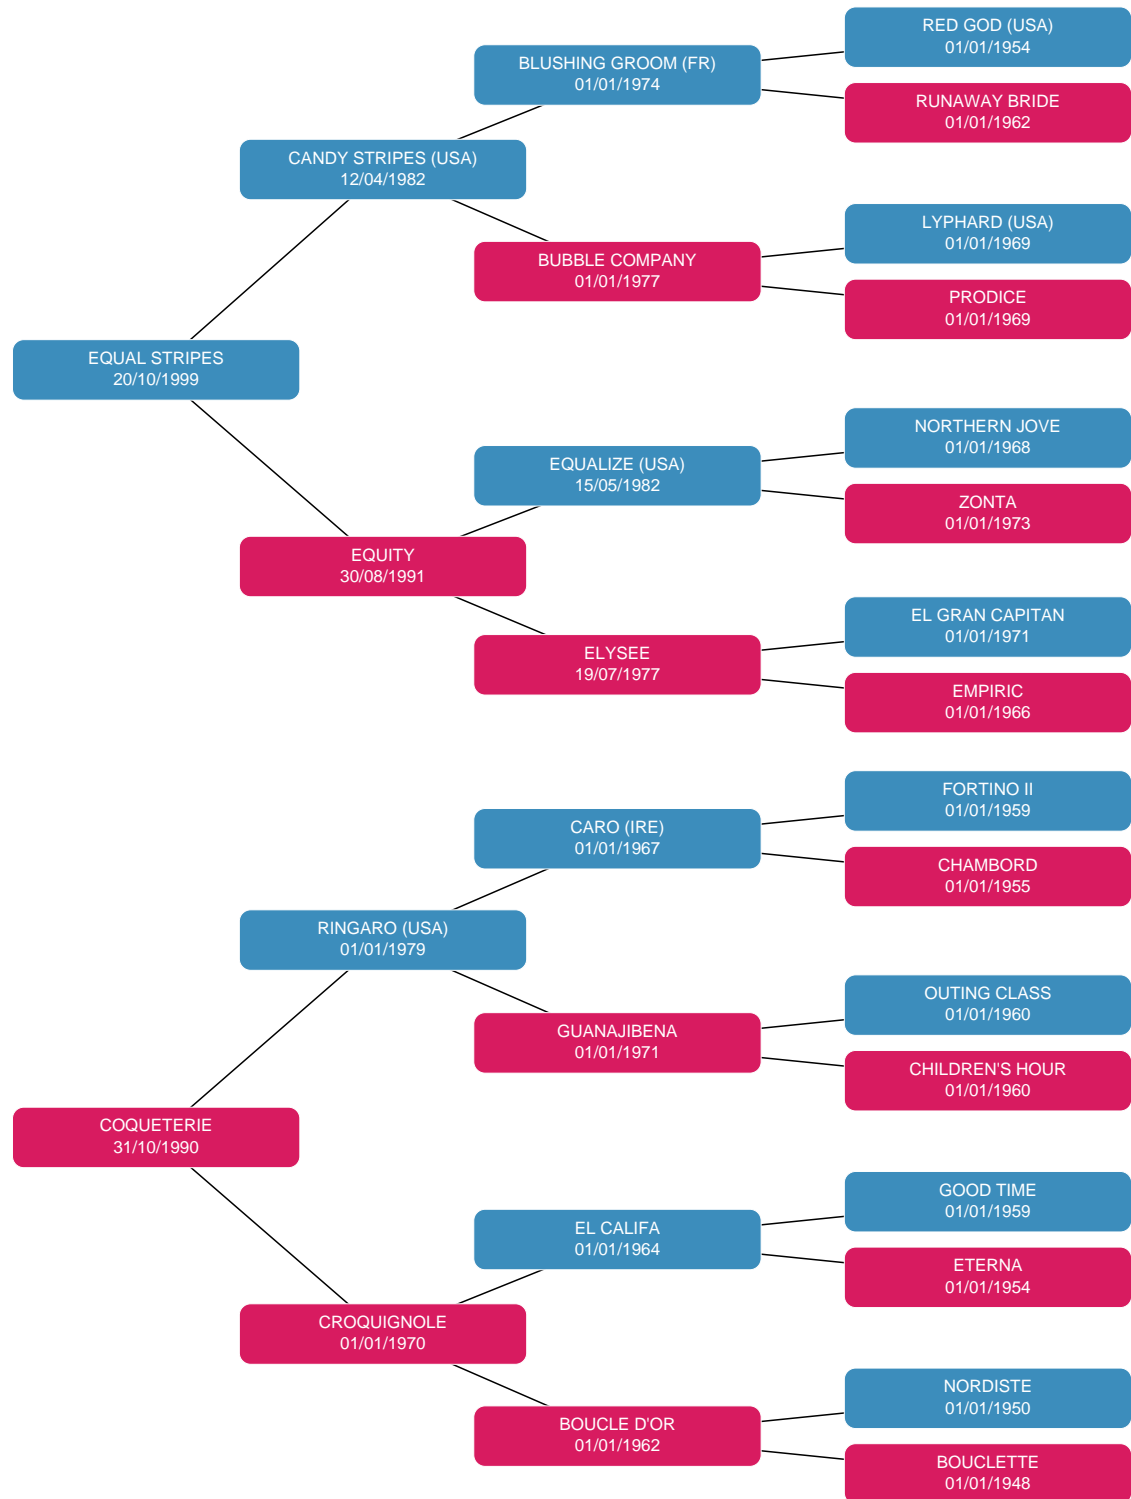 RED GOD (USA)
01/01/1954
BLUSHING GROOM (FR)
01/01/1974
RUNAWAY BRIDE
01/01/1962
CANDY STRIPES (USA)
12/04/1982
LYPHARD (USA)
01/01/1969
BUBBLE COMPANY
01/01/1977
PRODICE
01/01/1969
EQUAL STRIPES
20/10/1999
NORTHERN JOVE
01/01/1968
EQUALIZE (USA)
15/05/1982
ZONTA
01/01/1973
EQUITY
30/08/1991
EL GRAN CAPITAN
01/01/1971
ELYSEE
19/07/1977
EMPIRIC
01/01/1966
FORTINO II
01/01/1959
CARO (IRE)
01/01/1967
CHAMBORD
01/01/1955
RINGARO (USA)
01/01/1979
OUTING CLASS
01/01/1960
GUANAJIBENA
01/01/1971
CHILDREN'S HOUR
01/01/1960
COQUETERIE
31/10/1990
GOOD TIME
01/01/1959
EL CALIFA
01/01/1964
ETERNA
01/01/1954
CROQUIGNOLE
01/01/1970
NORDISTE
01/01/1950
BOUCLE D'OR
01/01/1962
BOUCLETTE
01/01/1948